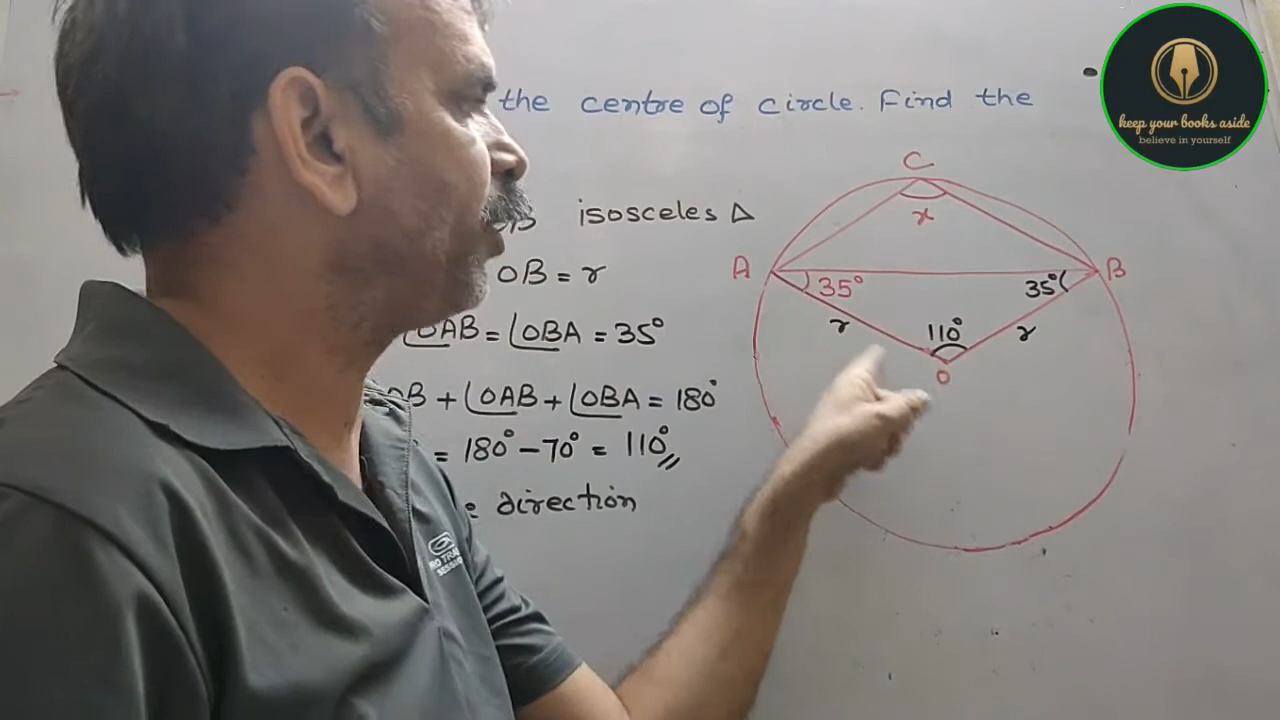 the centre of circle. Find the
isosceles Δ
OB = r
∠OAB = ∠OBA = 35°
OB + ∠OAB + ∠OBA = 180°
= 180° - 70° = 110°
direction
C
x
A
B
35°
35°
r
110°
r
O
keep your books aside
believe in yourself